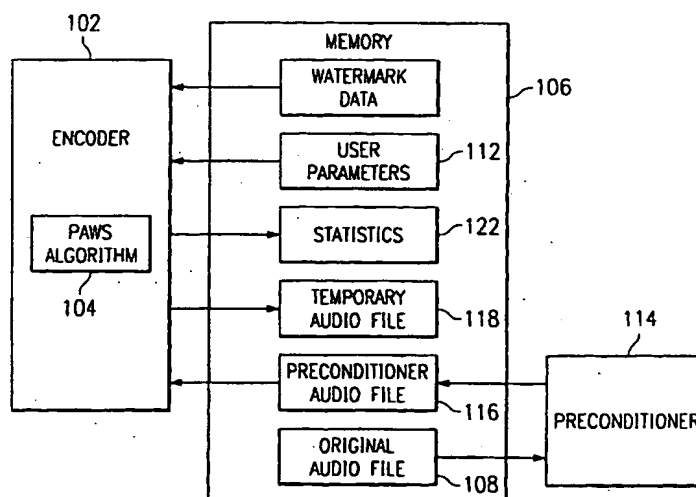 102
MEMORY
WATERMARK
DATA
106
ENCODER
USER
PARAMETERS
112
PAWS
ALGORITHM
104
STATISTICS
122
TEMPORARY
AUDIO FILE
118
114
PRECONDITIONER
AUDIO FILE
116
PRECONDITIONER
ORIGINAL
AUDIO FILE
108